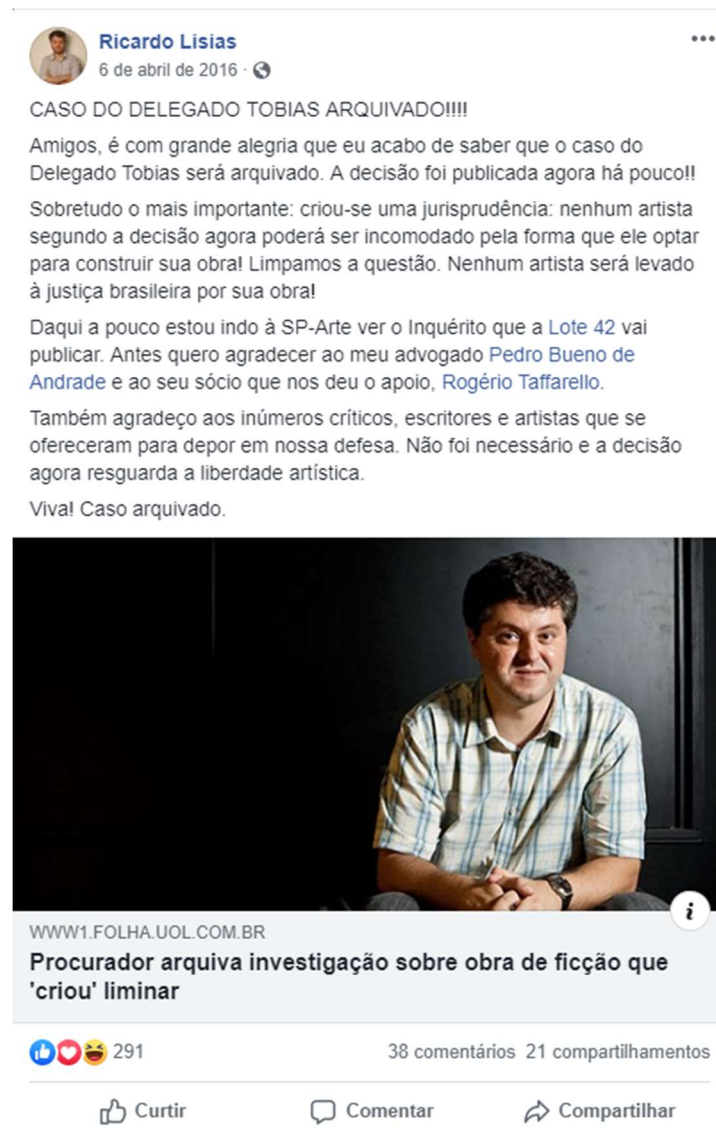 Ricardo Lisias
6 de abril de 2016 ·
CASO DO DELEGADO TOBIAS ARQUIVADO!!!!
Amigos, é com grande alegria que eu acabo de saber que o caso do
Delegado Tobias será arquivado. A decisão foi publicada agora há pouco!!
Sobretudo o mais importante: criou-se uma jurisprudência: nenhum artista
segundo a decisão agora poderá ser incomodado pela forma que ele optar
para construir sua obra! Limpamos a questão. Nenhum artista será levado
à justiça brasileira por sua obra!
Daqui a pouco estou indo à SP-Arte ver o Inquérito que a Lote 42 vai
publicar. Antes quero agradecer ao meu advogado Pedro Bueno de
Andrade e ao seu sócio que nos deu o apoio, Rogério Taffarello.
Também agradeço aos inúmeros críticos, escritores e artistas que se
ofereceram para depor em nossa defesa. Não foi necessário e a decisão
agora resguarda a liberdade artística.
Viva! Caso arquivado.
i
WWW1.FOLHA.UOL.COM.BR
Procurador arquiva investigação sobre obra de ficção que
'criou' liminar
291 38 comentários 21 compartilhamentos
Curtir Comentar Compartilhar